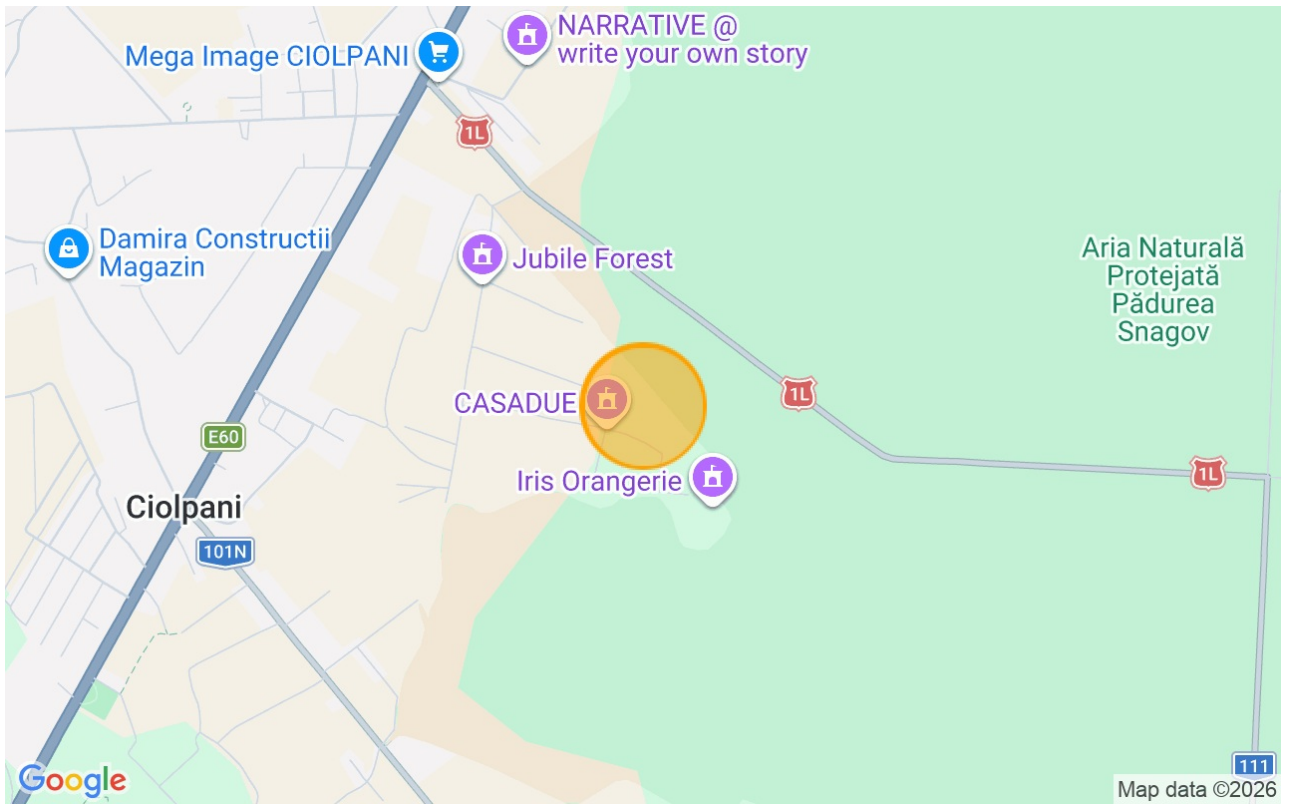 NARRATIVE @
write your own story
Mega Image CIOLPANI
1L
Damira Constructii
Magazin
Jubile Forest
Aria Naturală
Protejată
Pădurea
Snagov
CASADUE
1L
E60
Iris Orangerie
1L
Ciolpani
101N
111
Google
Map data ©2026